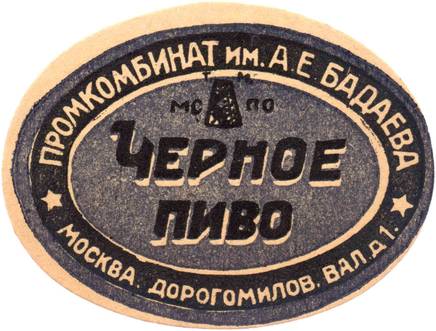 ПРОМКОМБИНАТ ИМ. А. Е. БАДАЕВА
Т. М.
МС ПО
ЧЕРНОЕ
ПИВО
МОСКВА. ДОРОГОМИЛОВ. ВАЛ. Д 1.